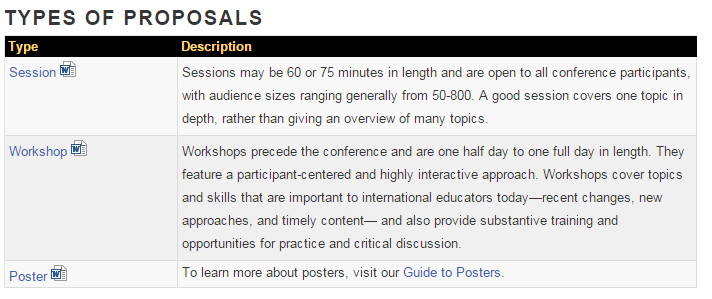 TYPES OF PROPOSALS
Type Description
Session Sessions may be 60 or 75 minutes in length and are open to all conference participants,
with audience sizes ranging generally from 50-800. A good session covers one topic in
depth, rather than giving an overview of many topics.
Workshop Workshops precede the conference and are one half day to one full day in length. They
feature a participant-centered and highly interactive approach. Workshops cover topics
and skills that are important to international educators today—recent changes, new
approaches, and timely content— and also provide substantive training and
opportunities for practice and critical discussion.
Poster To learn more about posters, visit our Guide to Posters.